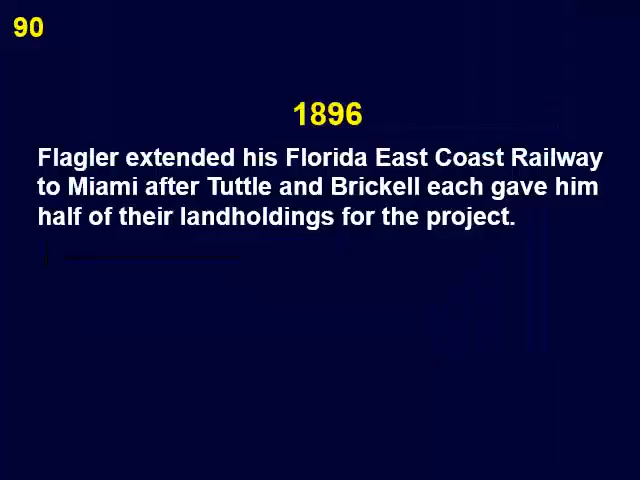 90
1896
Flagler extended his Florida East Coast Railway
to Miami after Tuttle and Brickell each gave him
half of their landholdings for the project.